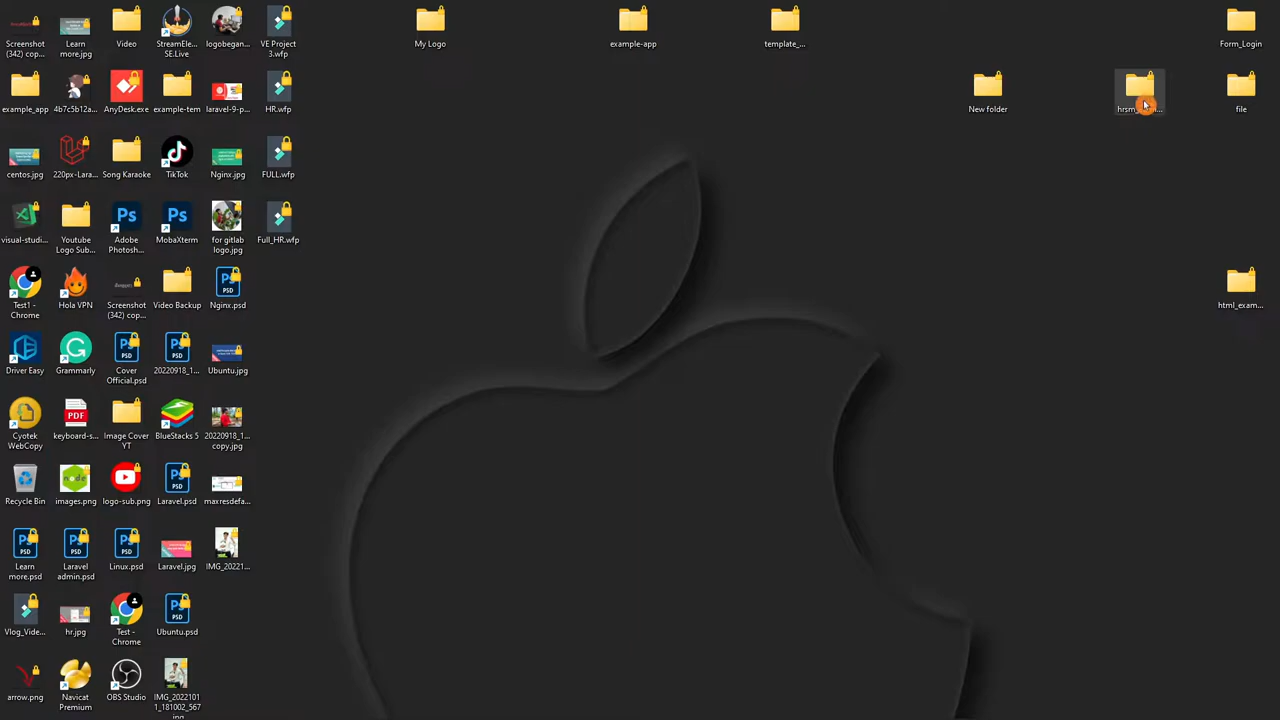 Screenshot
(342) cop...
Learn
more.jpg
Video
StreamEle...
SE.Live
logobegan...
VE Project
3.wfp
My Logo
example-app
template_...
Form_Login
example_app
4b7c5b12a...
AnyDesk.exe
example-tem
laravel-9-p...
HR.wfp
New folder
file
centos.jpg
220px-Lara...
Song Karaoke
TikTok
Nginx.jpg
FULL.wfp
visual-studi...
Youtube
Logo Sub...
Adobe
Photosh...
MobaXterm
for gitlab
logo.jpg
Full_HR.wfp
Test1 -
Chrome
Hola VPN
Screenshot
(342) cop...
Video Backup
Nginx.psd
html_exam...
Driver Easy
Grammarly
Cover
Official.psd
20220918_1...
Ubuntu.jpg
Cyotek
WebCopy
keyboard-s...
Image Cover
YT
BlueStacks 5
20220918_1...
copy.jpg
Recycle Bin
images.png
logo-sub.png
Laravel.psd
maxresdefa...
Learn
more.psd
Laravel
admin.psd
Linux.psd
Laravel.jpg
IMG_20221...
Vlog_Vide...
hr.jpg
Test -
Chrome
Ubuntu.psd
arrow.png
Navicat
Premium
OBS Studio
IMG_2022101
1_181002_567
.jpg